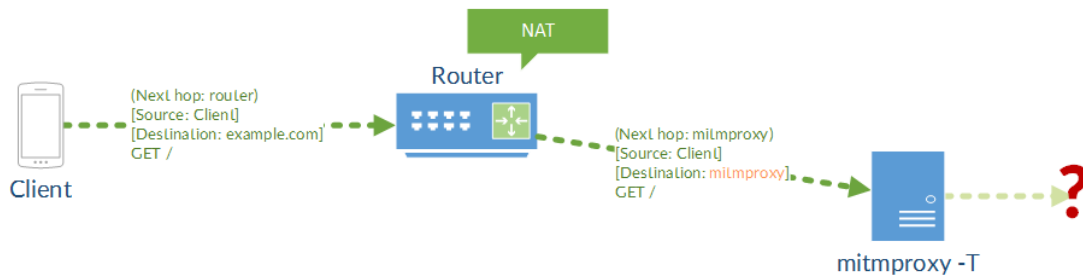 NAT
Router
(Next hop: router)
[Source: Client]
[Destination: example.com]
GET /
Client
(Next hop: mitmproxy)
[Source: Client]
[Destination: mitmproxy]
GET /
?
mitmproxy -T